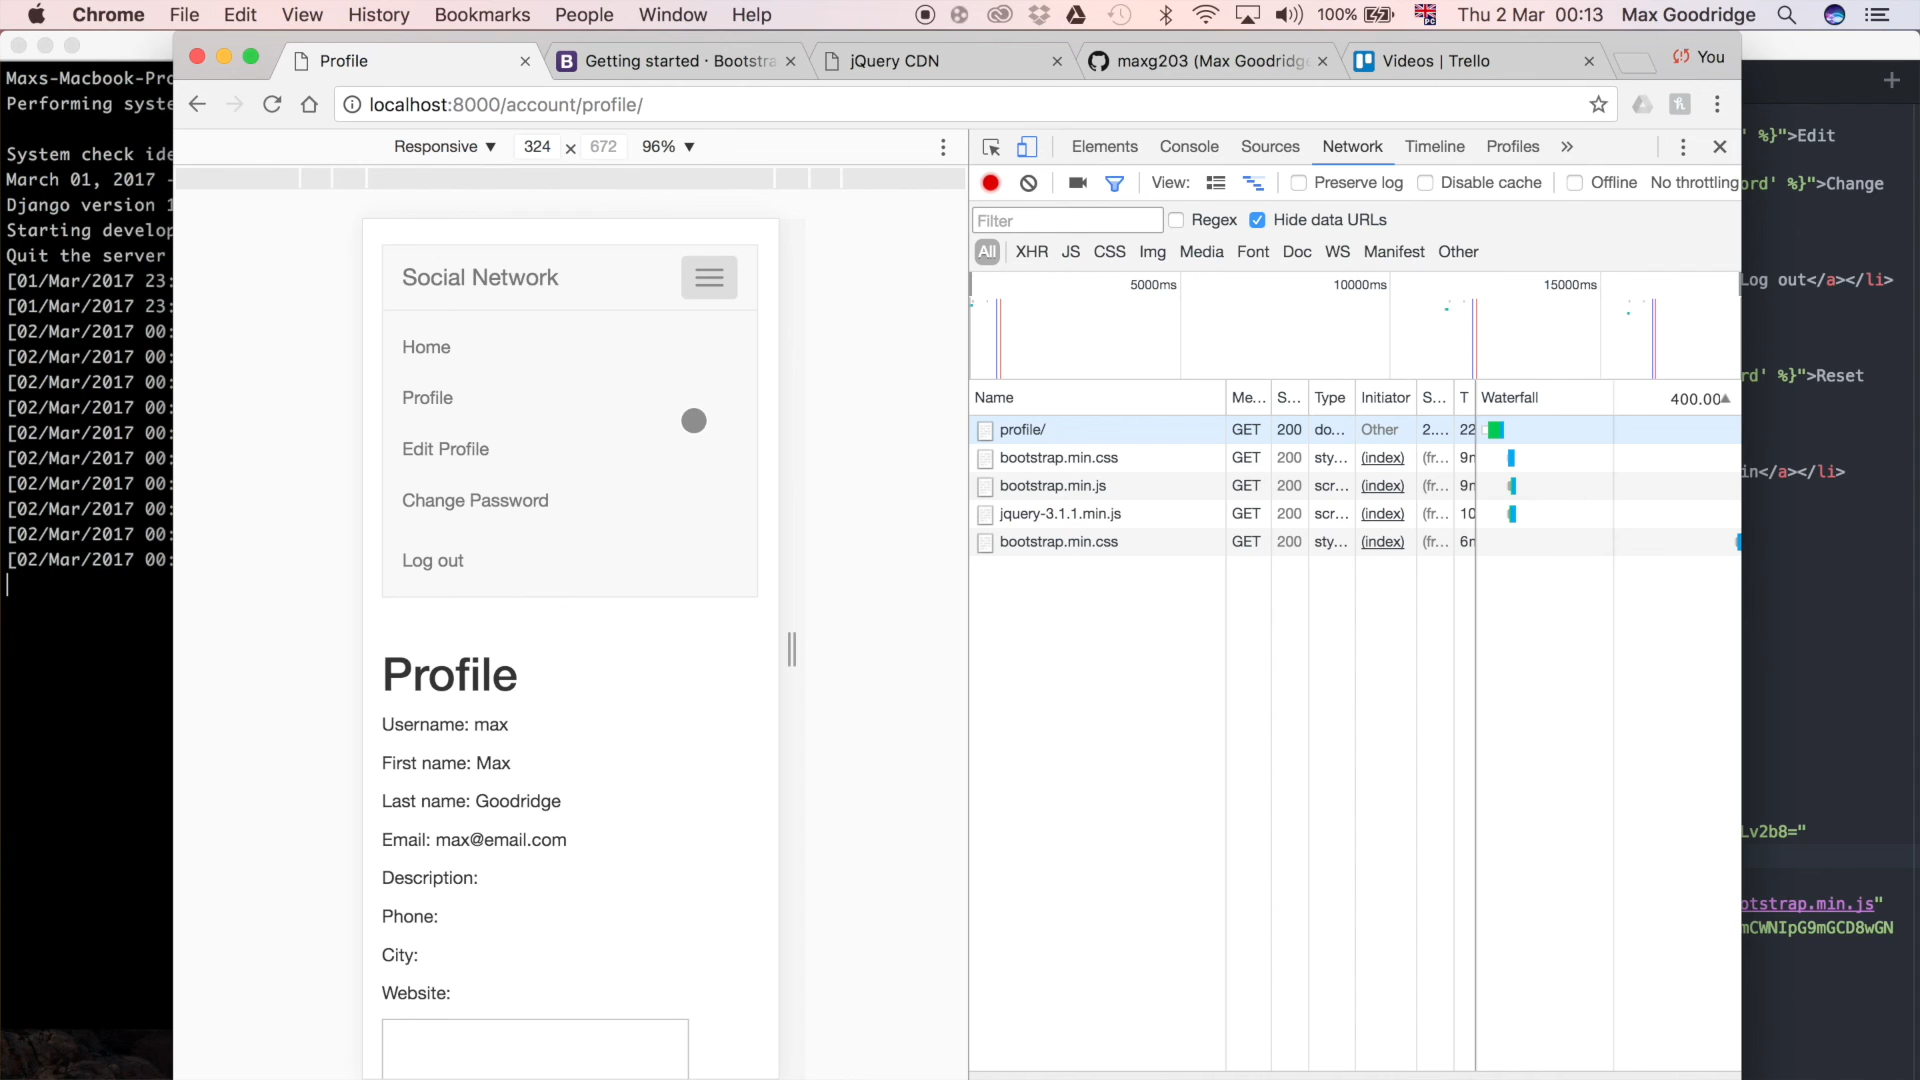 Chrome File Edit View History Bookmarks People Window Help 100% Thu 2 Mar 00:13 Max Goodridge
Profile Getting started · Bootstra jQuery CDN maxg203 (Max Goodridge Videos | Trello You
localhost:8000/account/profile/
Maxs-Macbook-Pro
Performing syste
System check ide
March 01, 2017 -
Django version 1
Starting develop
Quit the server
[01/Mar/2017 23:
[01/Mar/2017 23:
[02/Mar/2017 00:
[02/Mar/2017 00:
[02/Mar/2017 00:
[02/Mar/2017 00:
[02/Mar/2017 00:
[02/Mar/2017 00:
[02/Mar/2017 00:
[02/Mar/2017 00:
[02/Mar/2017 00:
[02/Mar/2017 00:
Responsive ▼ 324 × 672 96% ▼
Social Network
Home
Profile
Edit Profile
Change Password
Log out
Profile
Username: max
First name: Max
Last name: Goodridge
Email: max@email.com
Description:
Phone:
City:
Website:
Elements Console Sources Network Timeline Profiles »
View: Preserve log Disable cache Offline No throttling
Filter Regex Hide data URLs
All XHR JS CSS Img Media Font Doc WS Manifest Other
5000ms 10000ms 15000ms
Name Me... S... Type Initiator S... T Waterfall 400.00
profile/ GET 200 do... Other 2.... 22
bootstrap.min.css GET 200 sty... (index) (fr... 9m
bootstrap.min.js GET 200 scr... (index) (fr... 9m
jquery-3.1.1.min.js GET 200 scr... (index) (fr... 10
bootstrap.min.css GET 200 sty... (index) (fr... 6m
' %}">Edit
ord' %}">Change
Log out</a></li>
rd' %}">Reset
in</a></li>
Lv2b8="
otstrap.min.js"
mCWNIpG9mGCD8wGN